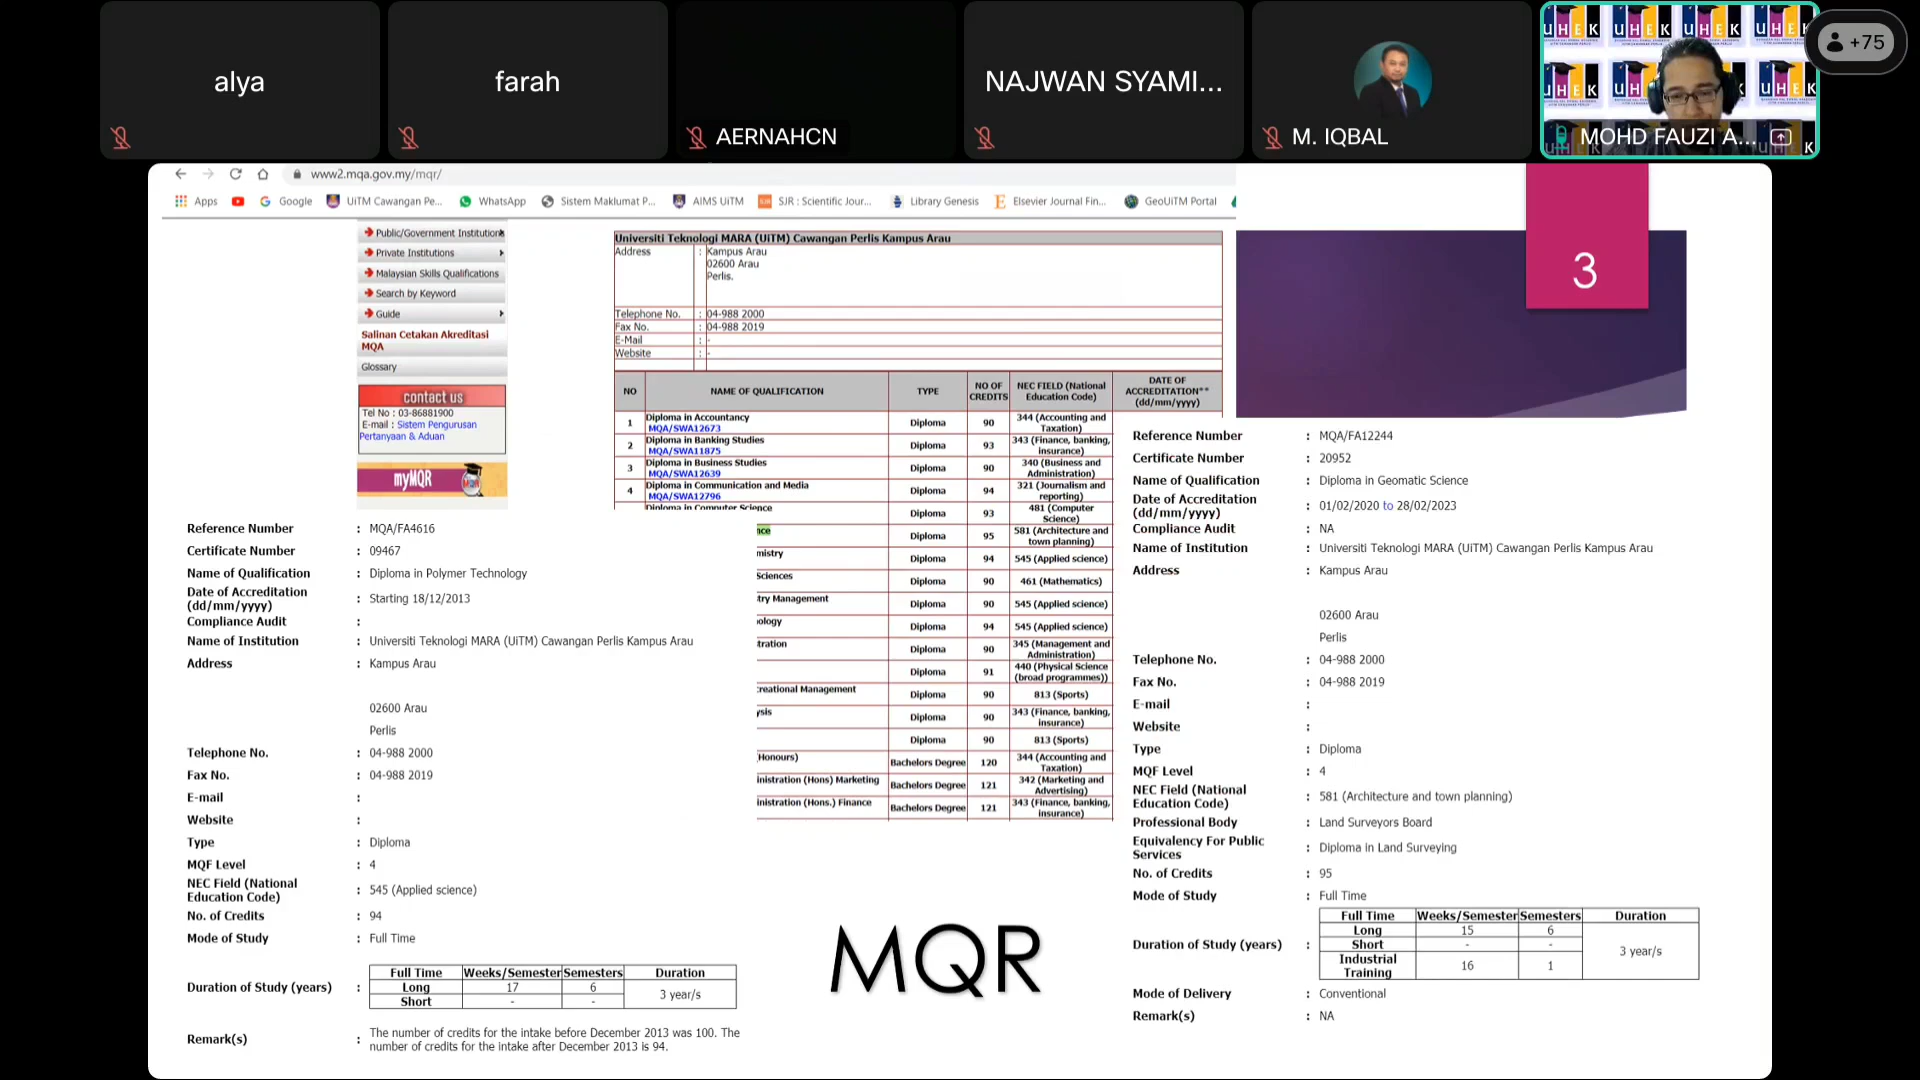 alya
farah
AERNAHCN
NAJWAN SYAMI...
M. IQBAL
MOHD FAUZI A...
+75
UHEK
www2.mqa.gov.my/mqr/
Apps
Google
UiTM Cawangan Pe...
WhatsApp
Sistem Maklumat P...
AIMS UiTM
SJR : Scientific Jour...
Library Genesis
Elsevier Journal Fin...
GeoUiTM Portal
3
Public/Government Institution
Private Institutions
Malaysian Skills Qualifications
Search by Keyword
Guide
Salinan Cetakan Akreditasi
MQA
Glossary
contact us
Tel No : 03-86881900
E-mail : Sistem Pengurusan
Pertanyaan & Aduan
myMQR
Universiti Teknologi MARA (UiTM) Cawangan Perlis Kampus Arau
Address : Kampus Arau
02600 Arau
Perlis.
Telephone No. : 04-988 2000
Fax No. : 04-988 2019
E-Mail : -
Website : -
NO NAME OF QUALIFICATION TYPE NO OF CREDITS NEC FIELD (National Education Code) DATE OF ACCREDITATION** (dd/mm/yyyy)
1 Diploma in Accountancy MQA/SWA12673 Diploma 90 344 (Accounting and Taxation)
2 Diploma in Banking Studies MQA/SWA11875 Diploma 93 343 (Finance, banking, insurance)
3 Diploma in Business Studies MQA/SWA12639 Diploma 90 340 (Business and Administration)
4 Diploma in Communication and Media MQA/SWA12796 Diploma 94 321 (Journalism and reporting)
Diploma in Computer Science Diploma 93 481 (Computer Science)
nce Diploma 95 581 (Architecture and town planning)
mistry Diploma 94 545 (Applied science)
Sciences Diploma 90 461 (Mathematics)
try Management Diploma 90 545 (Applied science)
ology Diploma 94 545 (Applied science)
tration Diploma 90 345 (Management and Administration)
Diploma 91 440 (Physical Science (broad programmes))
creational Management Diploma 90 813 (Sports)
ysis Diploma 90 343 (Finance, banking, insurance)
Diploma 90 813 (Sports)
(Honours) Bachelors Degree 120 344 (Accounting and Taxation)
inistration (Hons) Marketing Bachelors Degree 121 342 (Marketing and Advertising)
inistration (Hons.) Finance Bachelors Degree 121 343 (Finance, banking, insurance)
Reference Number : MQA/FA4616
Certificate Number : 09467
Name of Qualification : Diploma in Polymer Technology
Date of Accreditation
(dd/mm/yyyy) : Starting 18/12/2013
Compliance Audit :
Name of Institution : Universiti Teknologi MARA (UiTM) Cawangan Perlis Kampus Arau
Address : Kampus Arau
02600 Arau
Perlis
Telephone No. : 04-988 2000
Fax No. : 04-988 2019
E-mail :
Website :
Type : Diploma
MQF Level : 4
NEC Field (National
Education Code) : 545 (Applied science)
No. of Credits : 94
Mode of Study : Full Time
Full Time Weeks/Semester Semesters Duration
Duration of Study (years) : Long 17 6 3 year/s
Short - -
Remark(s) : The number of credits for the intake before December 2013 was 100. The
number of credits for the intake after December 2013 is 94.
MQR
Reference Number : MQA/FA12244
Certificate Number : 20952
Name of Qualification : Diploma in Geomatic Science
Date of Accreditation
(dd/mm/yyyy) : 01/02/2020 to 28/02/2023
Compliance Audit : NA
Name of Institution : Universiti Teknologi MARA (UiTM) Cawangan Perlis Kampus Arau
Address : Kampus Arau
02600 Arau
Perlis
Telephone No. : 04-988 2000
Fax No. : 04-988 2019
E-mail :
Website :
Type : Diploma
MQF Level : 4
NEC Field (National
Education Code) : 581 (Architecture and town planning)
Professional Body : Land Surveyors Board
Equivalency For Public
Services : Diploma in Land Surveying
No. of Credits : 95
Mode of Study : Full Time
Full Time Weeks/Semester Semesters Duration
Long 15 6 3 year/s
Duration of Study (years) : Short - -
Industrial Training 16 1
Mode of Delivery : Conventional
Remark(s) : NA